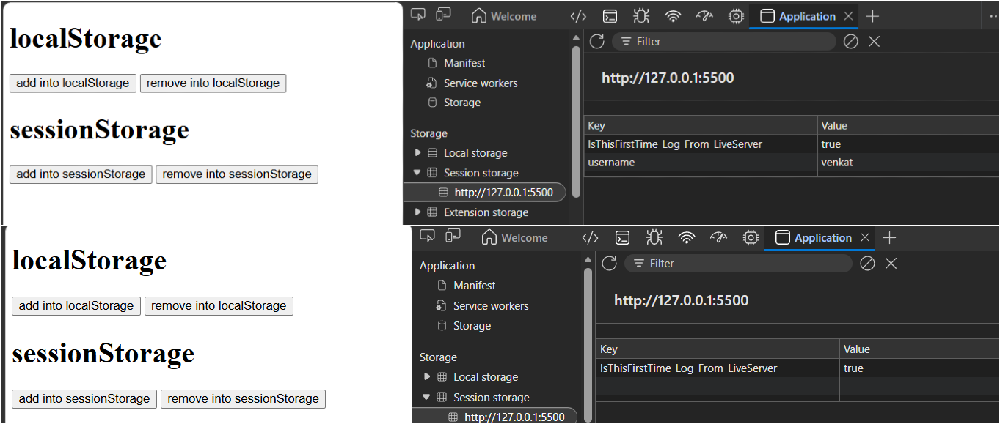 localStorage
add into localStorage remove into localStorage
sessionStorage
add into sessionStorage remove into sessionStorage
Welcome Application
Application
Manifest
Service workers
Storage
Storage
Local storage
Session storage
http://127.0.0.1:5500
Extension storage
Filter
http://127.0.0.1:5500
Key Value
IsThisFirstTime_Log_From_LiveServer true
username venkat
localStorage
add into localStorage remove into localStorage
sessionStorage
add into sessionStorage remove into sessionStorage
Welcome Application
Application
Manifest
Service workers
Storage
Storage
Local storage
Session storage
http://127.0.0.1:5500
Filter
http://127.0.0.1:5500
Key Value
IsThisFirstTime_Log_From_LiveServer true